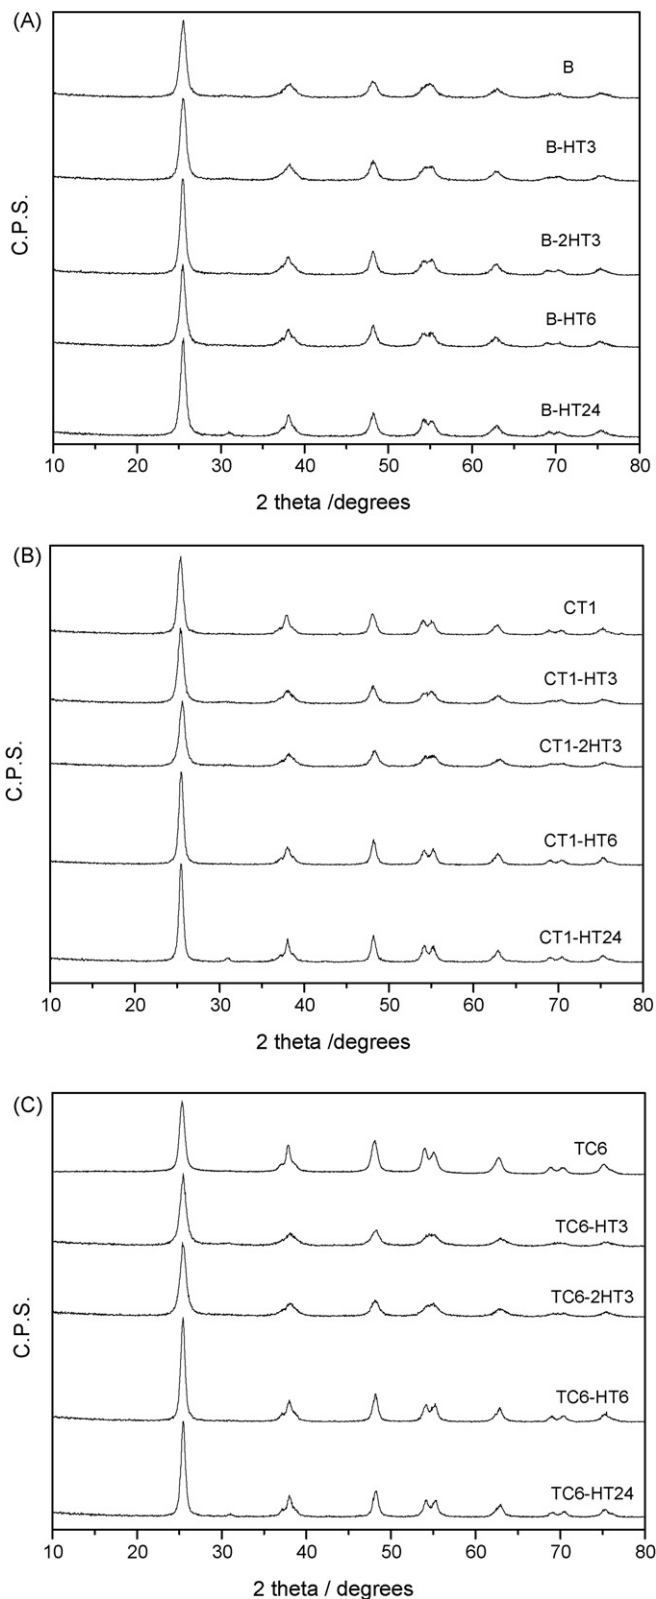 (A)
B
B-HT3
B-2HT3
B-HT6
B-HT24
C.P.S.
10 20 30 40 50 60 70 80
2 theta /degrees
(B)
CT1
CT1-HT3
CT1-2HT3
CT1-HT6
CT1-HT24
C.P.S.
10 20 30 40 50 60 70 80
2 theta /degrees
(C)
TC6
TC6-HT3
TC6-2HT3
TC6-HT6
TC6-HT24
C.P.S.
10 20 30 40 50 60 70 80
2 theta / degrees